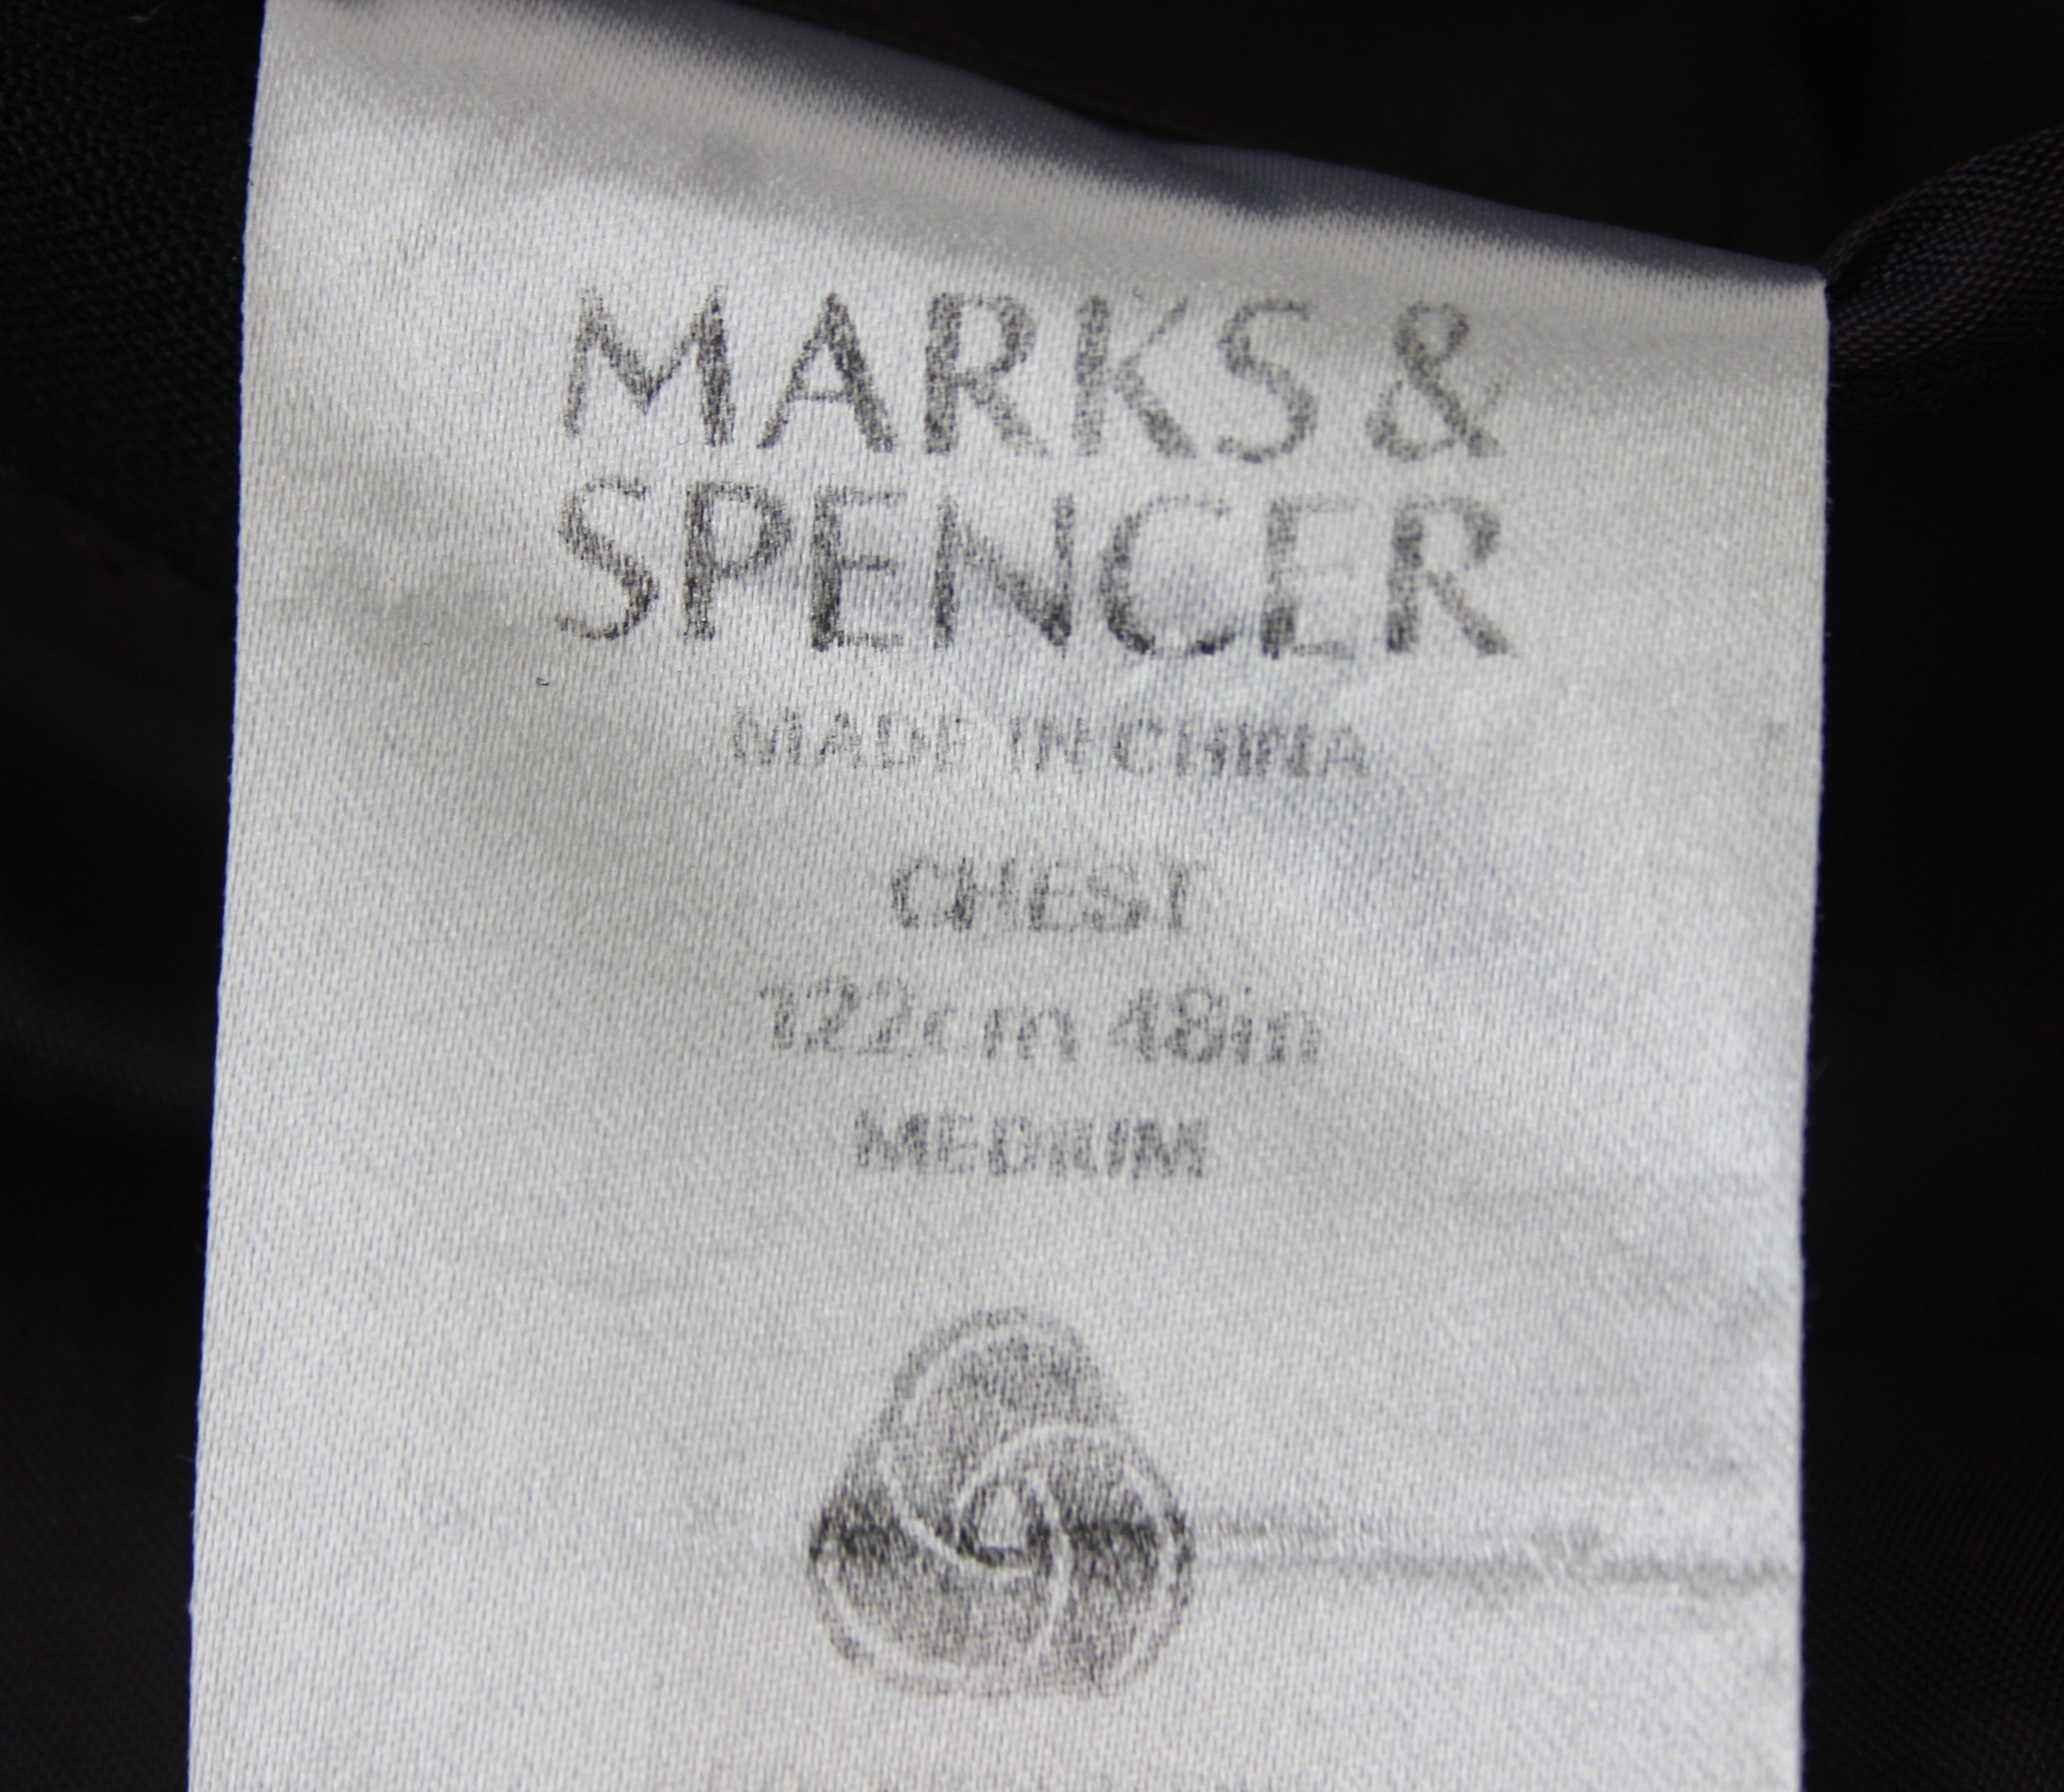 MARKS &
SPENCER
MADE IN CHINA
CHEST
122cm 48in
MEDIUM